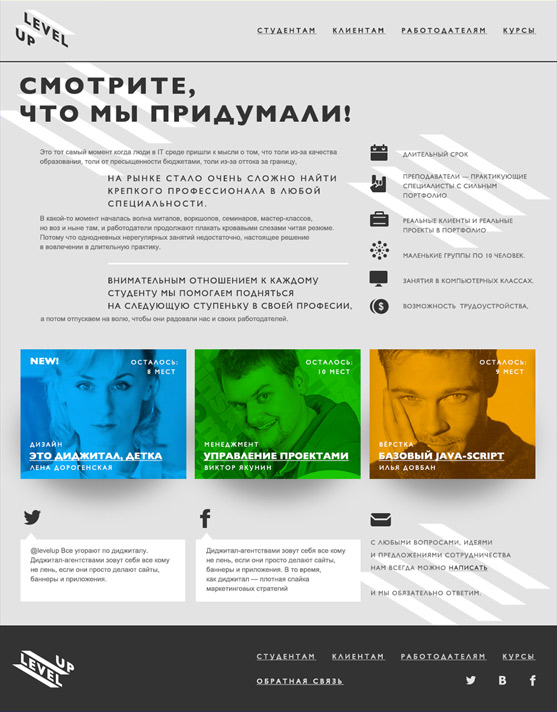 LEVEL
UP
СТУДЕНТАМ КЛИЕНТАМ РАБОТОДАТЕЛЯМ КУРСЫ
СМОТРИТЕ,
ЧТО МЫ ПРИДУМАЛИ!
Это тот самый момент когда люди в IT среде пришли к мысли о том, что толи из-за качества
образования, толи от пресыщенности бюджетами, толи из-за оттока за границу,
НА РЫНКЕ СТАЛО ОЧЕНЬ СЛОЖНО НАЙТИ
КРЕПКОГО ПРОФЕССИОНАЛА В ЛЮБОЙ
СПЕЦИАЛЬНОСТИ.
В какой-то момент началась волна митапов, воркшопов, семинаров, мастер-классов,
но воз и ныне там, и работодатели продолжают плакать кровавыми слезами читая резюме.
Потому что однодневных нерегулярных занятий недостаточно, настоящее решение
в вовлечении в длительную практику.
ВНИМАТЕЛЬНЫМ ОТНОШЕНИЕМ К КАЖДОМУ
СТУДЕНТУ МЫ ПОМОГАЕМ ПОДНЯТЬСЯ
НА СЛЕДУЮЩУЮ СТУПЕНЬКУ В СВОЕЙ ПРОФЕСИИ,
а потом отпускаем на волю, чтобы они радовали нас и своих работодателей.
ДЛИТЕЛЬНЫЙ СРОК
ПРЕПОДАВАТЕЛИ — ПРАКТИКУЮЩИЕ
СПЕЦИАЛИСТЫ С СИЛЬНЫМ
ПОРТФОЛИО.
РЕАЛЬНЫЕ КЛИЕНТЫ И РЕАЛЬНЫЕ
ПРОЕКТЫ В ПОРТФОЛИО.
МАЛЕНЬКИЕ ГРУППЫ ПО 10 ЧЕЛОВЕК.
ЗАНЯТИЯ В КОМПЬЮТЕРНЫХ КЛАССАХ.
ВОЗМОЖНОСТЬ ТРУДОУСТРОЙСТВА,
NEW!
ОСТАЛОСЬ:
8 МЕСТ
ДИЗАЙН
ЭТО ДИДЖИТАЛ, ДЕТКА
ЛЕНА ДОРОГЕНСКАЯ
ОСТАЛОСЬ:
10 МЕСТ
МЕНЕДЖМЕНТ
УПРАВЛЕНИЕ ПРОЕКТАМИ
ВИКТОР ЯКУНИН
ОСТАЛОСЬ:
9 МЕСТ
ВЁРСТКА
БАЗОВЫЙ JAVA-SCRIPT
ИЛЬЯ ДОВБАН
@levelup Все угорают по диджиталу.
Диджитал-агентствами зовут себя все кому
не лень, если они просто делают сайты,
баннеры и приложения.
Диджитал-агентствами зовут себя все кому
не лень, если они просто делают сайты,
баннеры и приложения. В то время,
как диджитал — плотная спайка
маркетинговых стратегий
С ЛЮБЫМИ ВОПРОСАМИ, ИДЕЯМИ
И ПРЕДЛОЖЕНИЯМИ СОТРУДНИЧЕСТВА
НАМ ВСЕГДА МОЖНО НАПИСАТЬ
И МЫ ОБЯЗАТЕЛЬНО ОТВЕТИМ.
UP
LEVEL
СТУДЕНТАМ КЛИЕНТАМ РАБОТОДАТЕЛЯМ КУРСЫ
ОБРАТНАЯ СВЯЗЬ